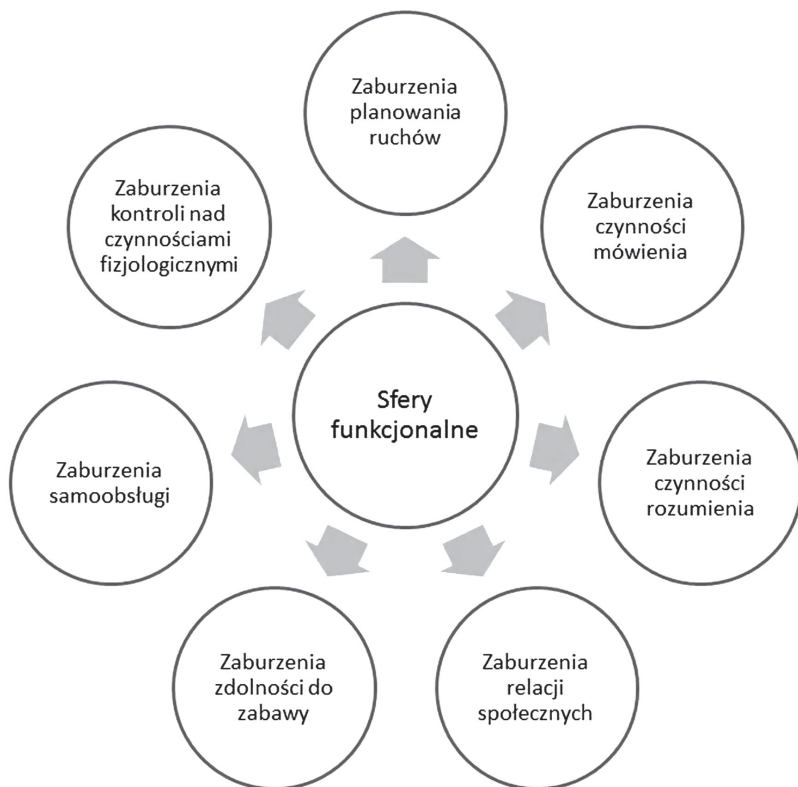 Zaburzenia
planowania
ruchów
Zaburzenia
czynności
mówienia
Zaburzenia
czynności
rozumienia
Zaburzenia
relacji
społecznych
Zaburzenia
zdolności do
zabawy
Zaburzenia
samoobsługi
Zaburzenia
kontroli nad
czynnościami
fizjologicznymi
Sfery
funkcjonalne